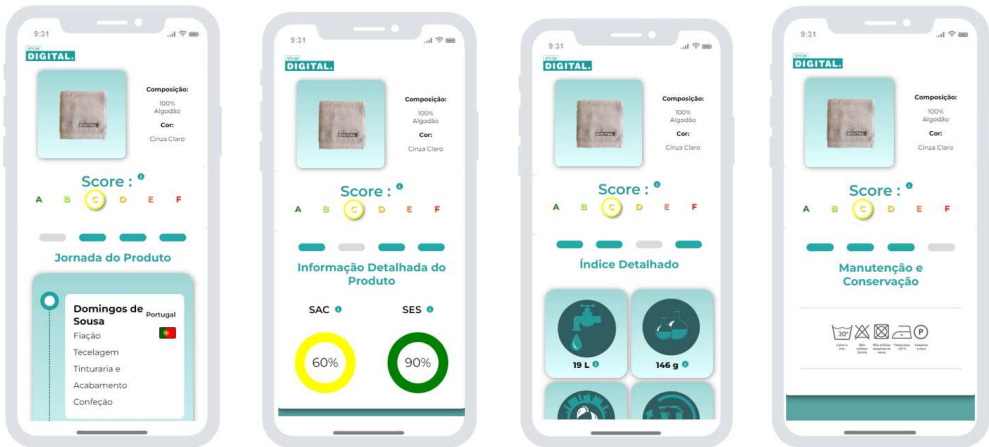 9:31
DIGITAL.
Composição:
100%
Algodão
Cor:
Cinza Claro
Score :
A B C D E F
Jornada do Produto
Domingos de
Sousa
Portugal
Fiação
Tecelagem
Tinturaria e
Acabamento
Confeção
9:31
DIGITAL.
Composição:
100%
Algodão
Cor:
Cinza Claro
Score :
A B C D E F
Informação Detalhada do
Produto
SAC SES
60% 90%
9:31
DIGITAL.
Composição:
100%
Algodão
Cor:
Cinza Claro
Score :
A B C D E F
Índice Detalhado
19 L 146 g
9:31
DIGITAL.
Composição:
100%
Algodão
Cor:
Cinza Claro
Score :
A B C D E F
Manutenção e
Conservação
30°
P